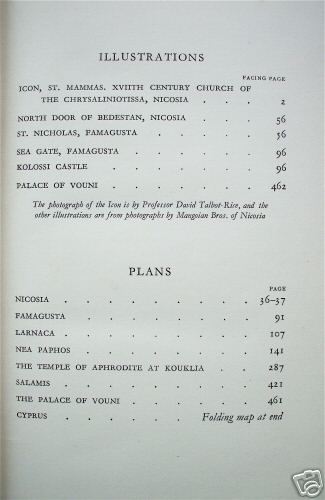 ILLUSTRATIONS
FACING PAGE
ICON, ST. MAMMAS. XVIITH CENTURY CHURCH OF
THE CHRYSALINIOTISSA, NICOSIA . . . 2
NORTH DOOR OF BEDESTAN, NICOSIA . . . 56
ST. NICHOLAS, FAMAGUSTA . . . . 56
SEA GATE, FAMAGUSTA . . . . 96
KOLOSSI CASTLE . . . . . 96
PALACE OF VOUNI . . . . . 462
The photograph of the Icon is by Professor David Talbot-Rice, and the
other illustrations are from photographs by Mangoian Bros. of Nicosia
PLANS
PAGE
NICOSIA . . . . . . . . . 36-37
FAMAGUSTA . . . . . . . . 91
LARNACA . . . . . . . . . 107
NEA PAPHOS . . . . . . . . 141
THE TEMPLE OF APHRODITE AT KOUKLIA . . 287
SALAMIS . . . . . . . . . 421
THE PALACE OF VOUNI . . . . . . 461
CYPRUS . . . . . . Folding map at end
ebY